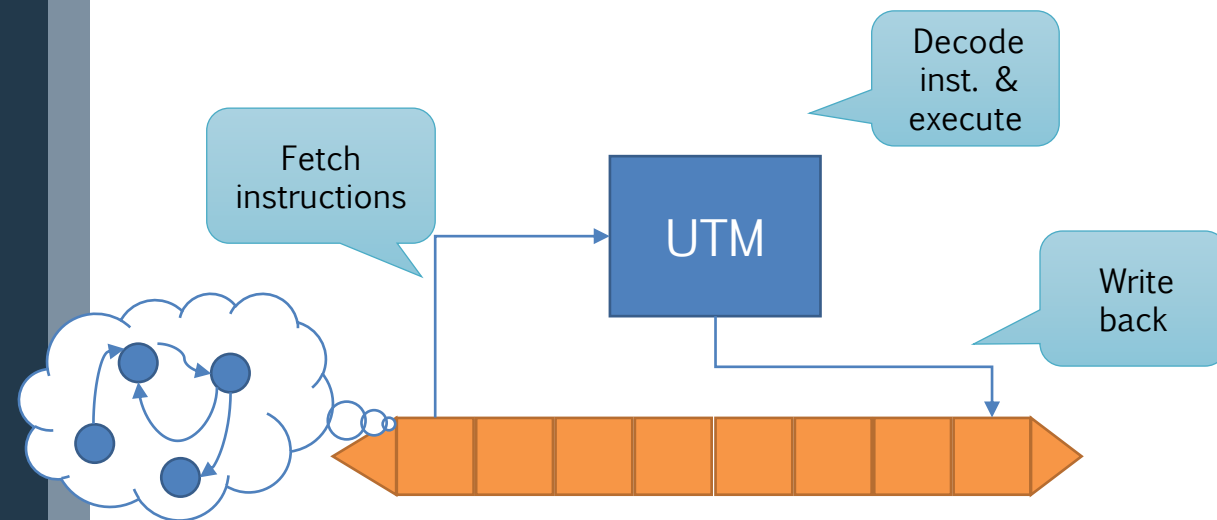 Decode
inst. &
execute
Fetch
instructions
UTM
Write
back